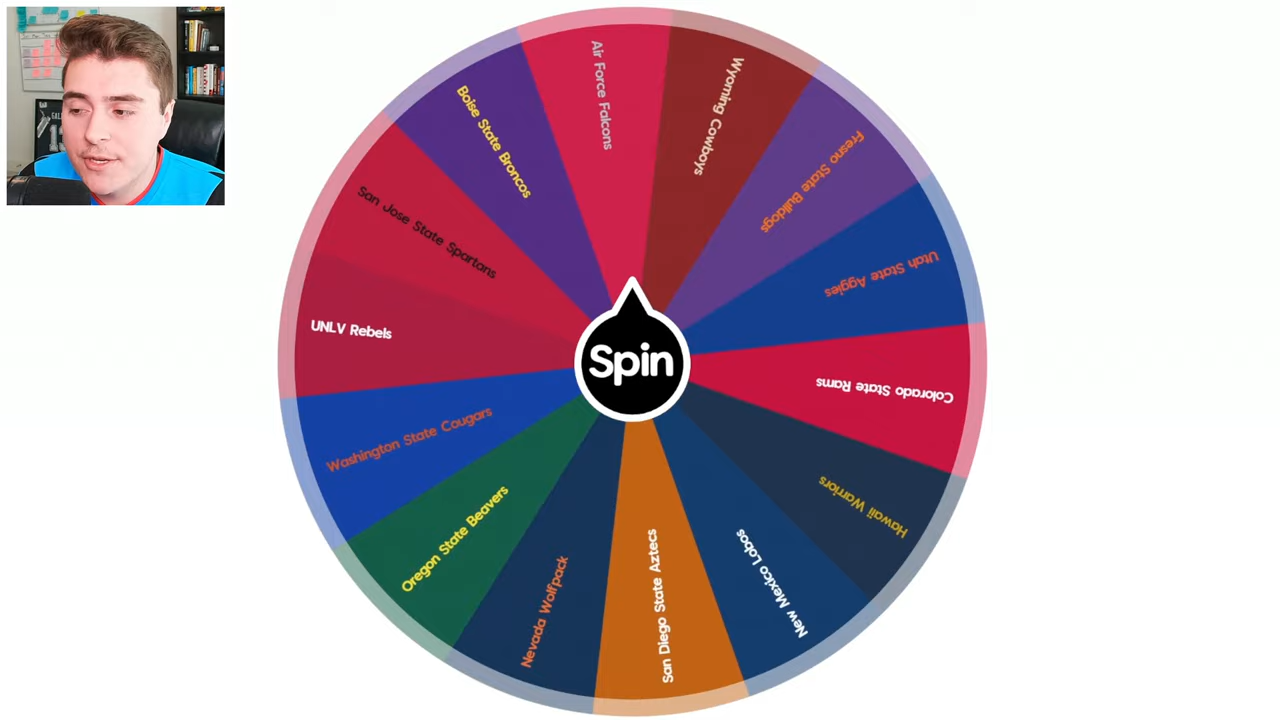 Air Force Falcons
Wyoming Cowboys
Fresno State Bulldogs
Utah State Aggies
Colorado State Rams
Hawaii Warriors
New Mexico Lobos
San Diego State Aztecs
Nevada Wolfpack
Oregon State Beavers
Washington State Cougars
UNLV Rebels
San Jose State Spartans
Boise State Broncos
Spin